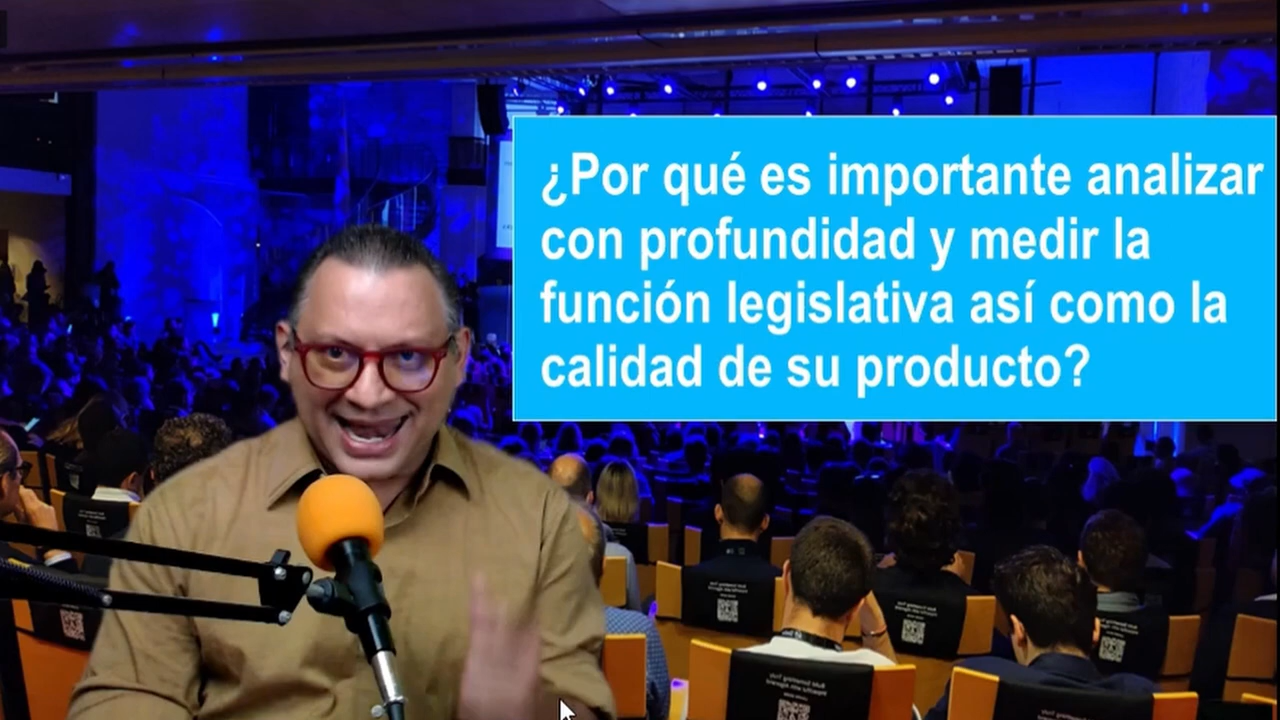 ¿Por qué es importante analizar
con profundidad y medir la
función legislativa así como la
calidad de su producto?